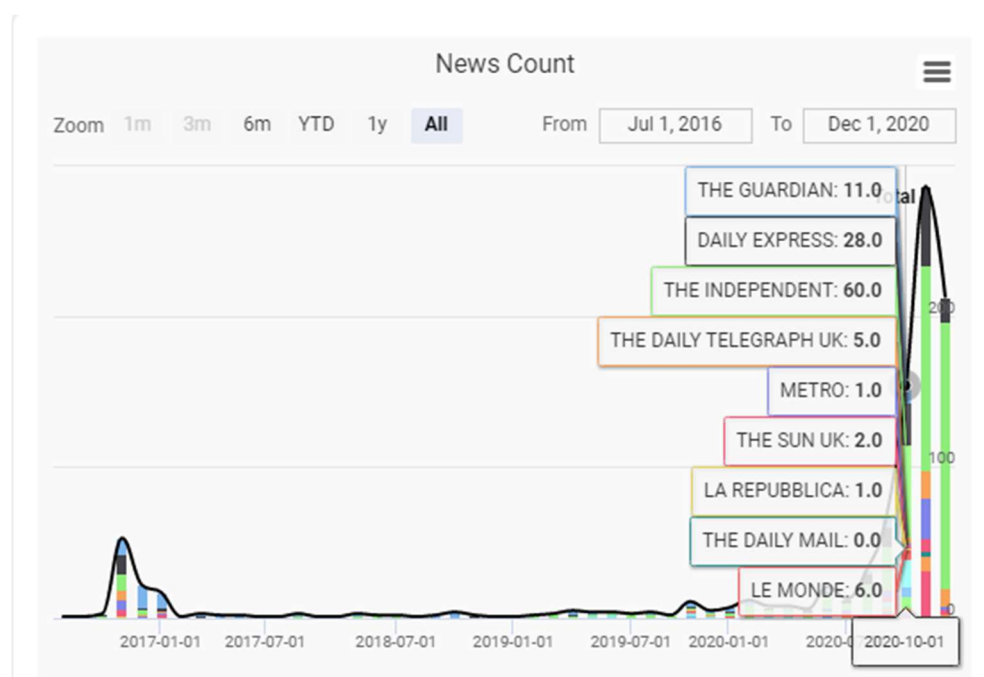 News Count
Zoom 1m 3m 6m YTD 1y All From Jul 1, 2016 To Dec 1, 2020
THE GUARDIAN: 11.0
Total
DAILY EXPRESS: 28.0
THE INDEPENDENT: 60.0
200
THE DAILY TELEGRAPH UK: 5.0
METRO: 1.0
THE SUN UK: 2.0
100
LA REPUBBLICA: 1.0
THE DAILY MAIL: 0.0
LE MONDE: 6.0
0
2017-01-01 2017-07-01 2018-07-01 2019-01-01 2019-07-01 2020-01-01 2020-0 2020-10-01